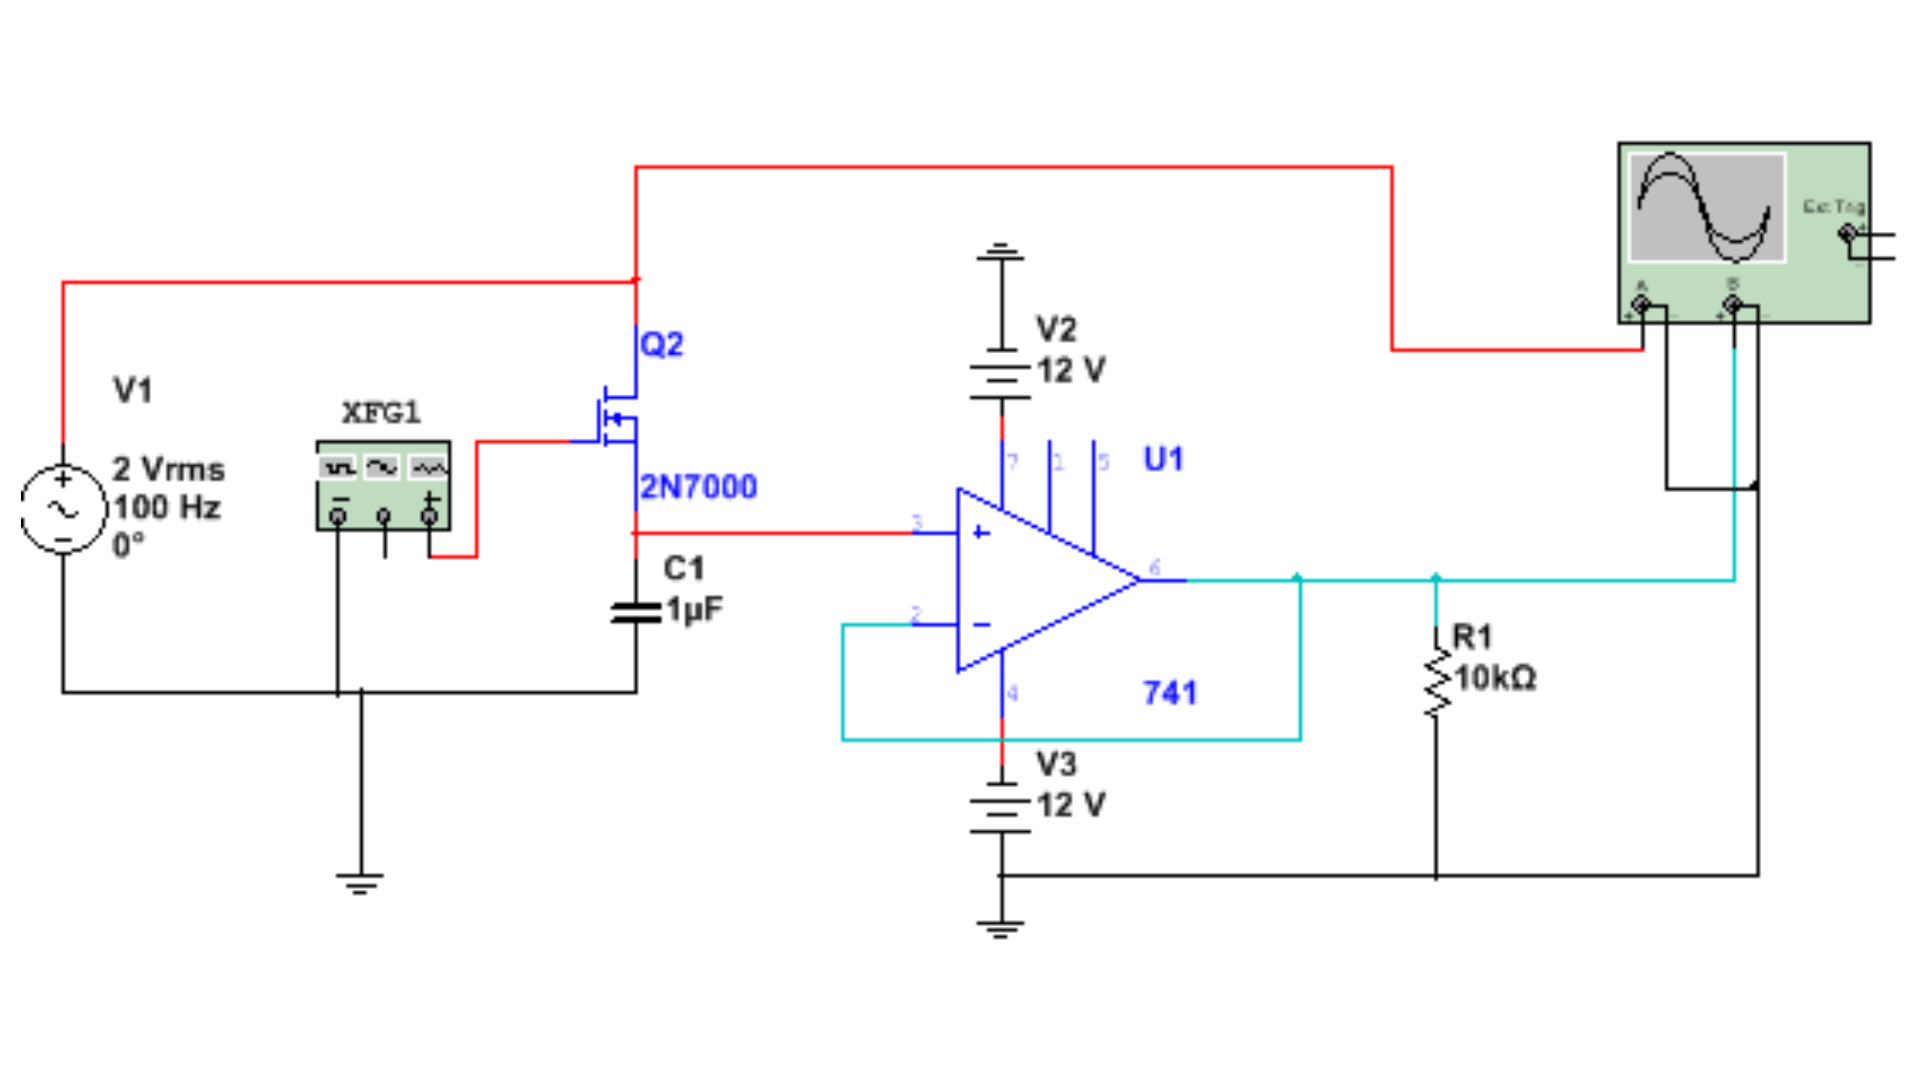 Ext Trig
+
A
B
V2
12 V
Q2
V1
XFG1
2 Vrms
100 Hz
0°
7
1
5
U1
2N7000
3
6
C1
1µF
2
R1
10kΩ
4
741
V3
12 V